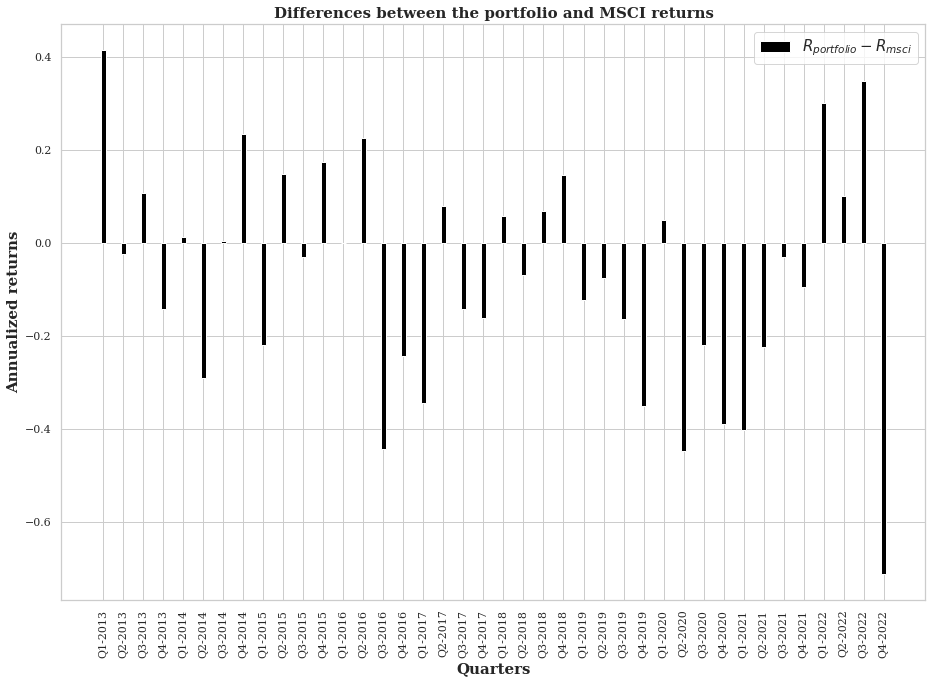 Differences between the portfolio and MSCI returns
R_portfolio − R_msci
Annualized returns
0.4
0.2
0.0
−0.2
−0.4
−0.6
Q1-2013
Q2-2013
Q3-2013
Q4-2013
Q1-2014
Q2-2014
Q3-2014
Q4-2014
Q1-2015
Q2-2015
Q3-2015
Q4-2015
Q1-2016
Q2-2016
Q3-2016
Q4-2016
Q1-2017
Q2-2017
Q3-2017
Q4-2017
Q1-2018
Q2-2018
Q3-2018
Q4-2018
Q1-2019
Q2-2019
Q3-2019
Q4-2019
Q1-2020
Q2-2020
Q3-2020
Q4-2020
Q1-2021
Q2-2021
Q3-2021
Q4-2021
Q1-2022
Q2-2022
Q3-2022
Q4-2022
Quarters